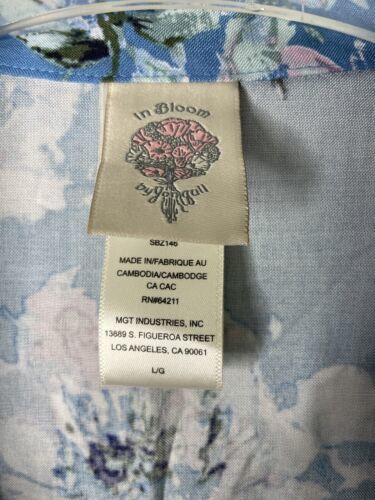 In Bloom
by Jonquil
SBZ146
MADE IN/FABRIQUE AU
CAMBODIA/CAMBODGE
CA CAC
RN#64211
MGT INDUSTRIES, INC
13889 S. FIGUEROA STREET
LOS ANGELES, CA 90061
L/G